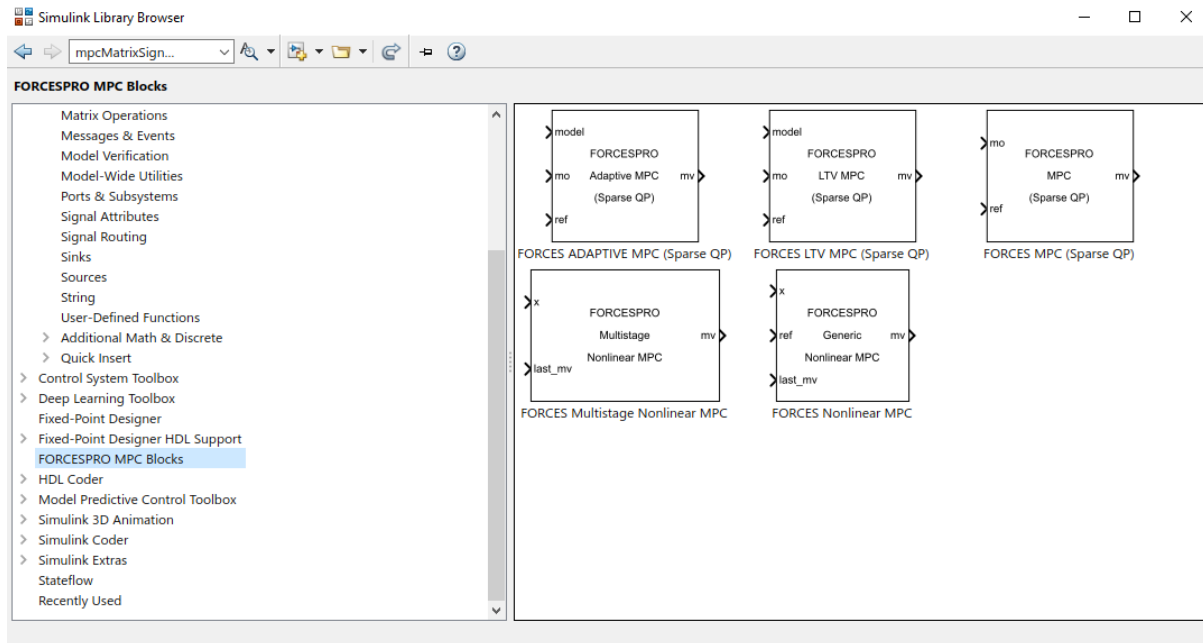 Simulink Library Browser
mpcMatrixSign...
FORCESPRO MPC Blocks
Matrix Operations
Messages & Events
Model Verification
Model-Wide Utilities
Ports & Subsystems
Signal Attributes
Signal Routing
Sinks
Sources
String
User-Defined Functions
Additional Math & Discrete
Quick Insert
Control System Toolbox
Deep Learning Toolbox
Fixed-Point Designer
Fixed-Point Designer HDL Support
FORCESPRO MPC Blocks
HDL Coder
Model Predictive Control Toolbox
Simulink 3D Animation
Simulink Coder
Simulink Extras
Stateflow
Recently Used
model
FORCESPRO
mo Adaptive MPC mv
(Sparse QP)
ref
FORCES ADAPTIVE MPC (Sparse QP)
model
FORCESPRO
mo LTV MPC mv
(Sparse QP)
ref
FORCES LTV MPC (Sparse QP)
mo
FORCESPRO
MPC mv
(Sparse QP)
ref
FORCES MPC (Sparse QP)
x
FORCESPRO
Multistage mv
Nonlinear MPC
last_mv
FORCES Multistage Nonlinear MPC
x
FORCESPRO
ref Generic mv
Nonlinear MPC
last_mv
FORCES Nonlinear MPC